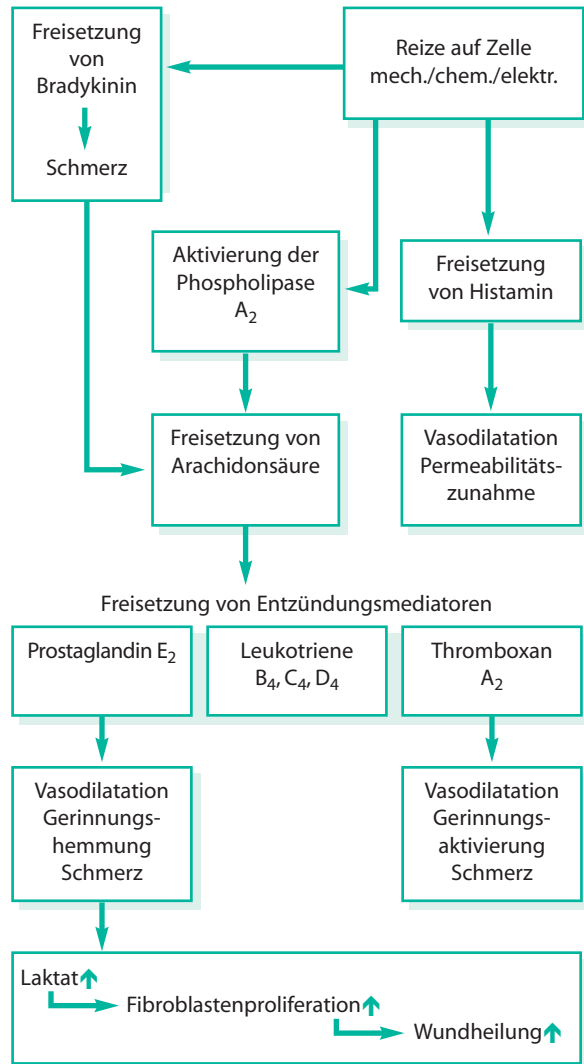 Freisetzung
von
Bradykinin
Schmerz
Reize auf Zelle
mech./chem./elektr.
Aktivierung der
Phospholipase
A₂
Freisetzung
von Histamin
Freisetzung von
Arachidonsäure
Vasodilatation
Permeabilitäts-
zunahme
Freisetzung von Entzündungsmediatoren
Prostaglandin E₂
Leukotriene
B₄, C₄, D₄
Thromboxan
A₂
Vasodilatation
Gerinnungs-
hemmung
Schmerz
Vasodilatation
Gerinnungs-
aktivierung
Schmerz
Laktat
Fibroblastenproliferation
Wundheilung